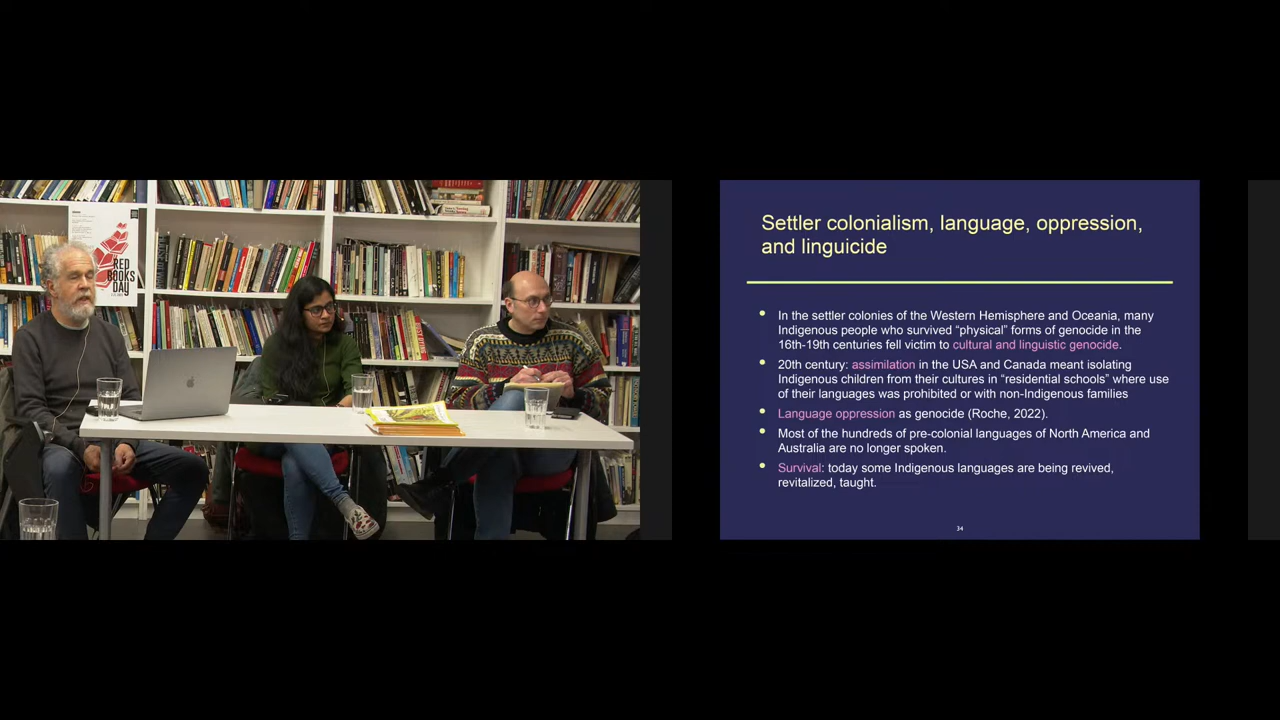 RED
BOOKS
DAY
Settler colonialism, language, oppression,
and linguicide
In the settler colonies of the Western Hemisphere and Oceania, many
Indigenous people who survived “physical” forms of genocide in the
16th-19th centuries fell victim to cultural and linguistic genocide.
20th century: assimilation in the USA and Canada meant isolating
Indigenous children from their cultures in “residential schools” where use
of their languages was prohibited or with non-Indigenous families
Language oppression as genocide (Roche, 2022).
Most of the hundreds of pre-colonial languages of North America and
Australia are no longer spoken.
Survival: today some Indigenous languages are being revived,
revitalized, taught.
34